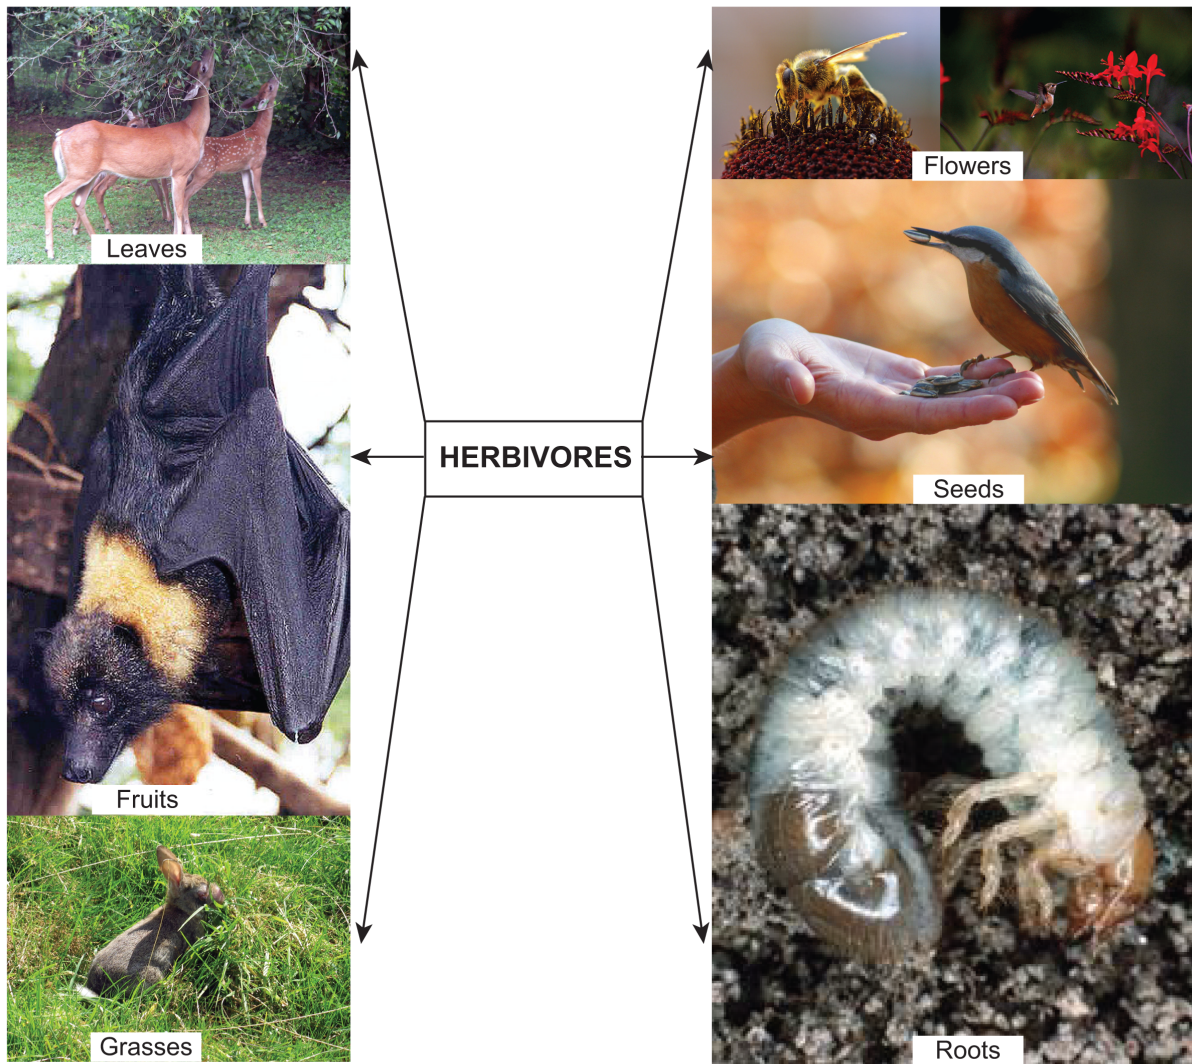 Leaves
Fruits
Grasses
HERBIVORES
Flowers
Seeds
Roots